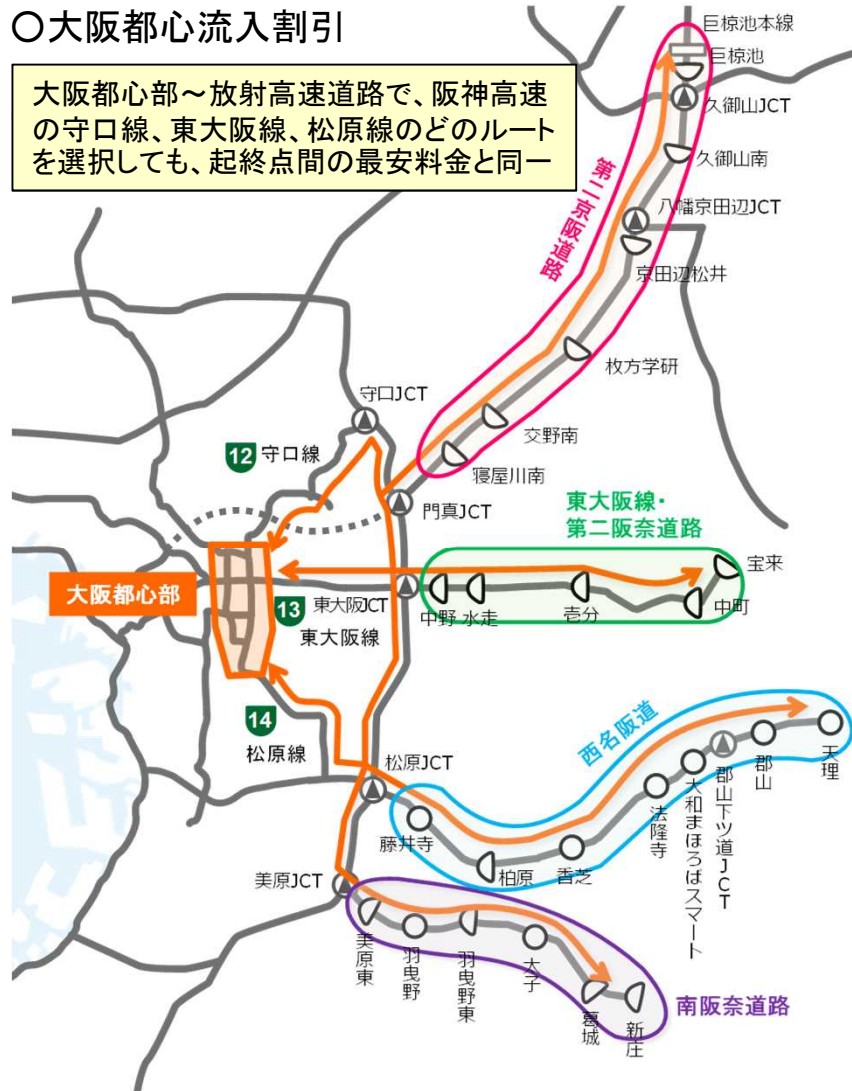 〇大阪都心流入割引
大阪都心部～放射高速道路で、阪神高速
の守口線、東大阪線、松原線のどのルート
を選択しても、起終点間の最安料金と同一
巨椋池本線
巨椋池
久御山JCT
久御山南
第二京阪道路
八幡京田辺JCT
京田辺松井
枚方学研
守口JCT
交野南
12 守口線
寝屋川南
門真JCT
東大阪線・
第二阪奈道路
宝来
大阪都心部
13
東大阪JCT
中野
水走
壱分
中町
東大阪線
14
松原線
松原JCT
西名阪道
天理
郡山
郡山下ツ道JCT
大和まほろばスマート
法隆寺
藤井寺
香芝
柏原
美原JCT
美原東
羽曳野
羽曳野東
太子
葛城
新庄
南阪奈道路